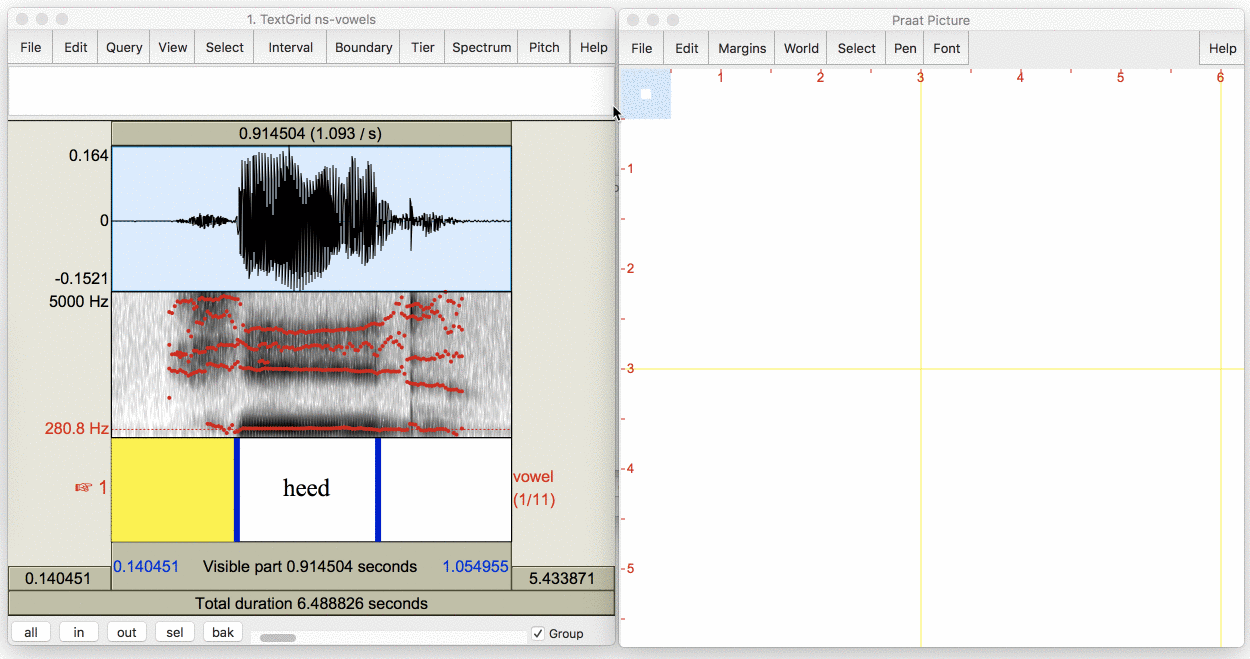 1. TextGrid ns-vowels
File Edit Query View Select Interval Boundary Tier Spectrum Pitch Help
0.914504 (1.093 / s)
0.164
0
-0.1521
5000 Hz
280.8 Hz
☞ 1
heed
vowel
(1/11)
0.140451 Visible part 0.914504 seconds 1.054955
0.140451 5.433871
Total duration 6.488826 seconds
all in out sel bak Group
Praat Picture
File Edit Margins World Select Pen Font Help
1 2 3 4 5 6
1
2
3
4
5